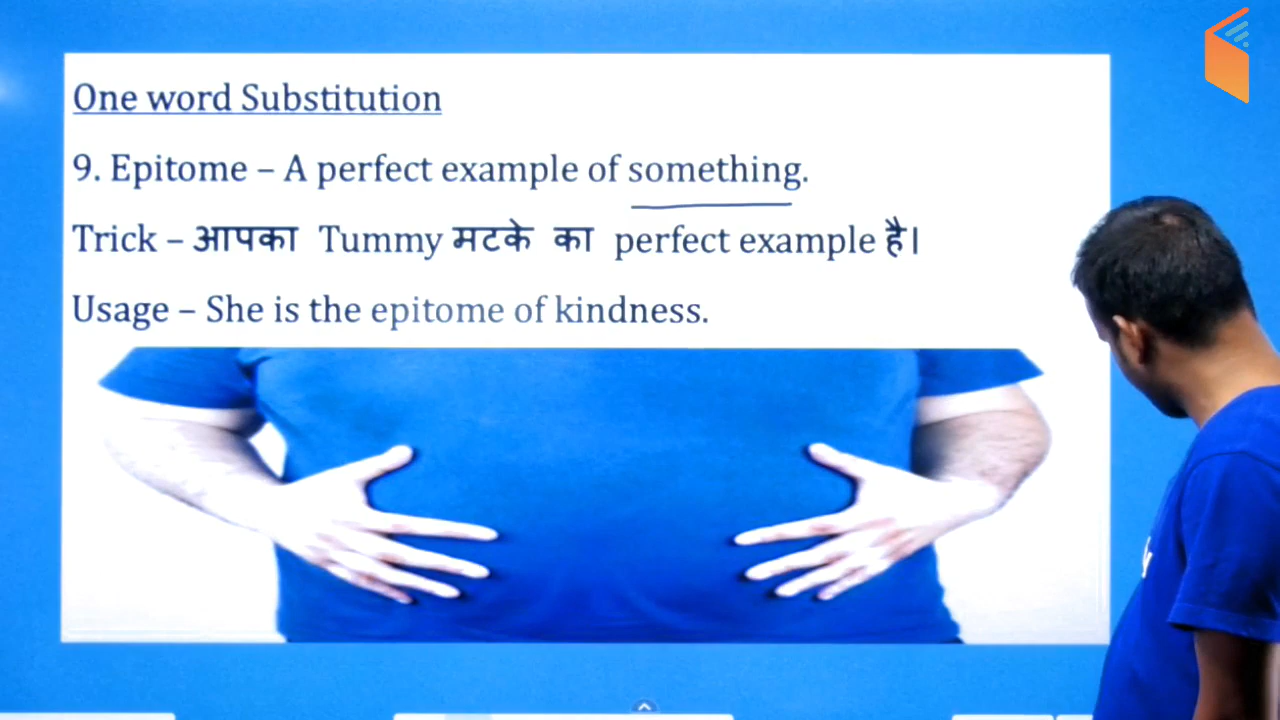 One word Substitution
9. Epitome – A perfect example of something.
Trick – आपका Tummy मटके का perfect example है।
Usage – She is the epitome of kindness.